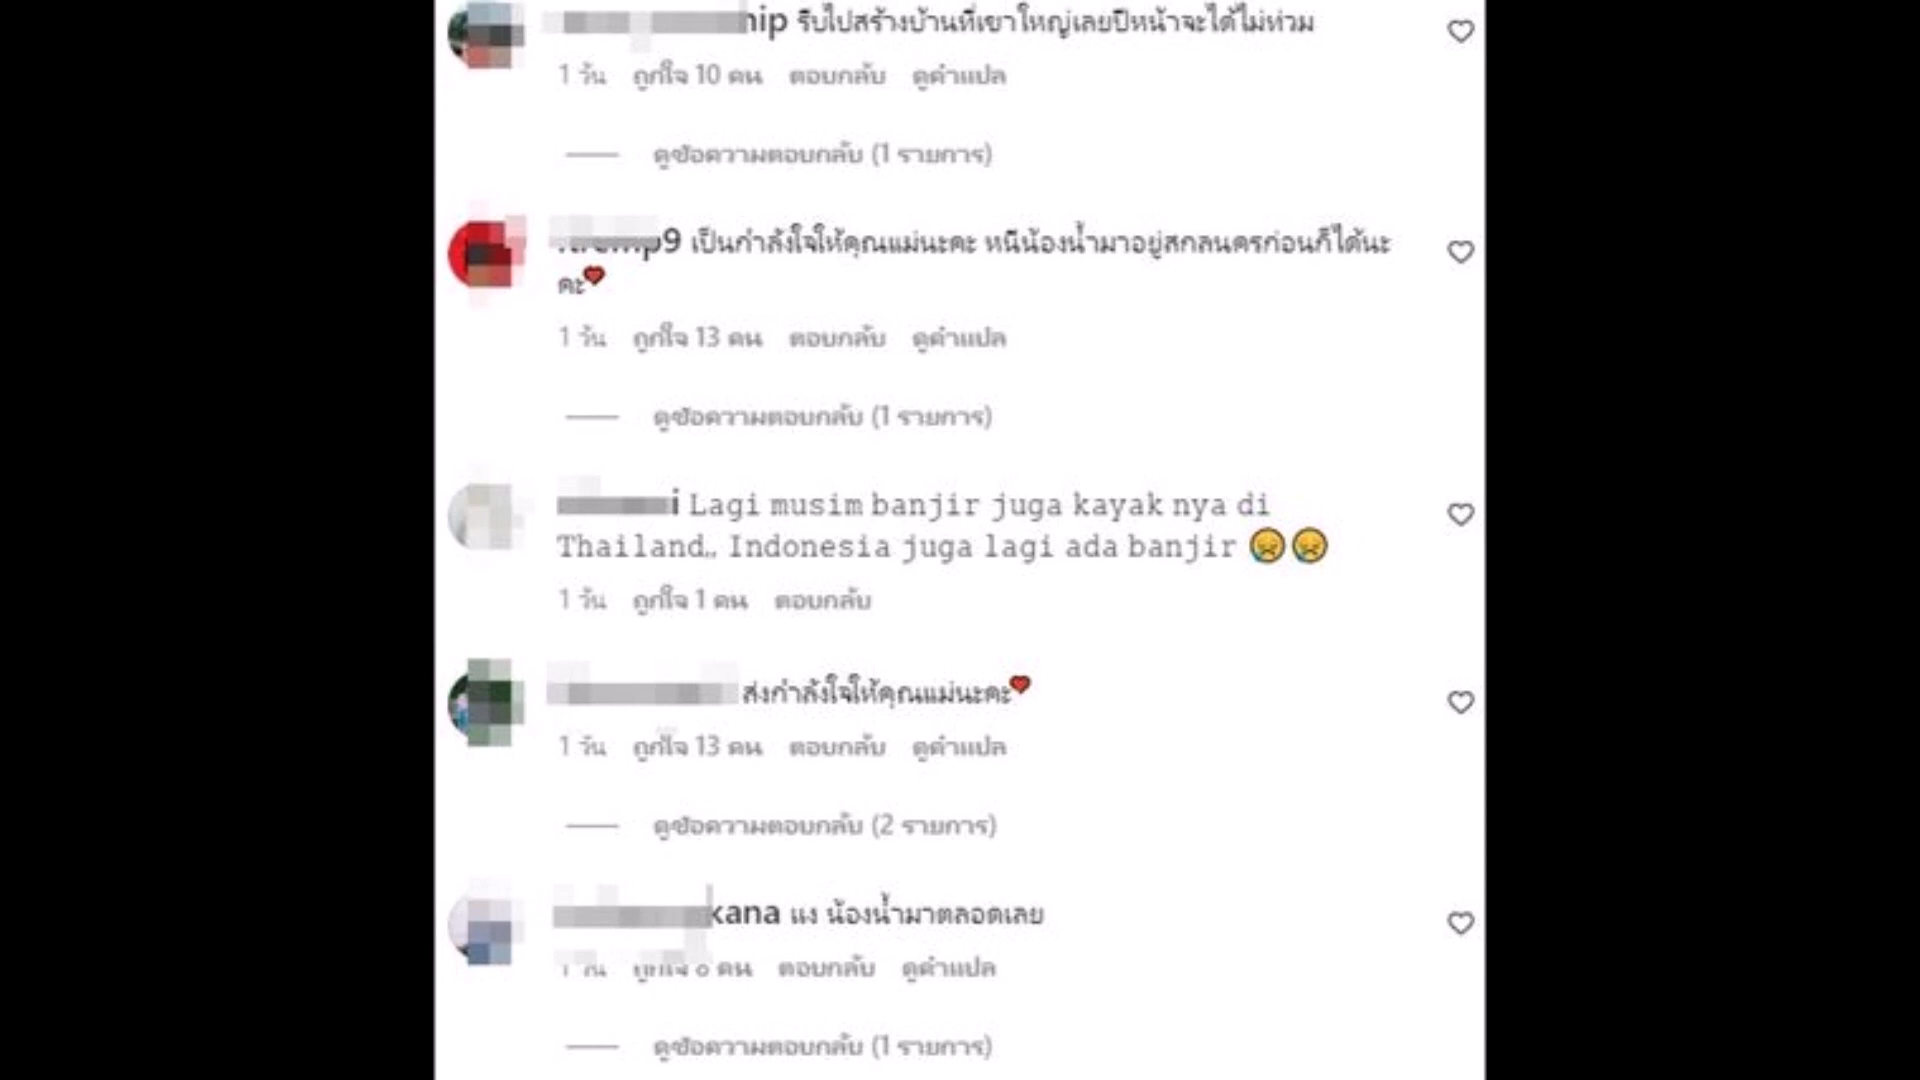 hip รีบไปสร้างบ้านที่เขาใหญ่เลยปีหน้าจะได้ไม่ท่วม
1 วัน ถูกใจ 10 คน ตอบกลับ ดูคำแปล
ดูข้อความตอบกลับ (1 รายการ)
p9 เป็นกำลังใจให้คุณแม่นะคะ หนีน้องน้ำมาอยู่สกลนครก่อนก็ได้นะ
คะ❤
1 วัน ถูกใจ 13 คน ตอบกลับ ดูคำแปล
ดูข้อความตอบกลับ (1 รายการ)
i Lagi musim banjir juga kayak nya di
Thailand,, Indonesia juga lagi ada banjir 😢😢
1 วัน ถูกใจ 1 คน ตอบกลับ
ส่งกำลังใจให้คุณแม่นะคะ❤
1 วัน ถูกใจ 13 คน ตอบกลับ ดูคำแปล
ดูข้อความตอบกลับ (2 รายการ)
kana แง น้องน้ำมาตลอดเลย
1 วัน ถูกใจ 8 คน ตอบกลับ ดูคำแปล
ดูข้อความตอบกลับ (1 รายการ)